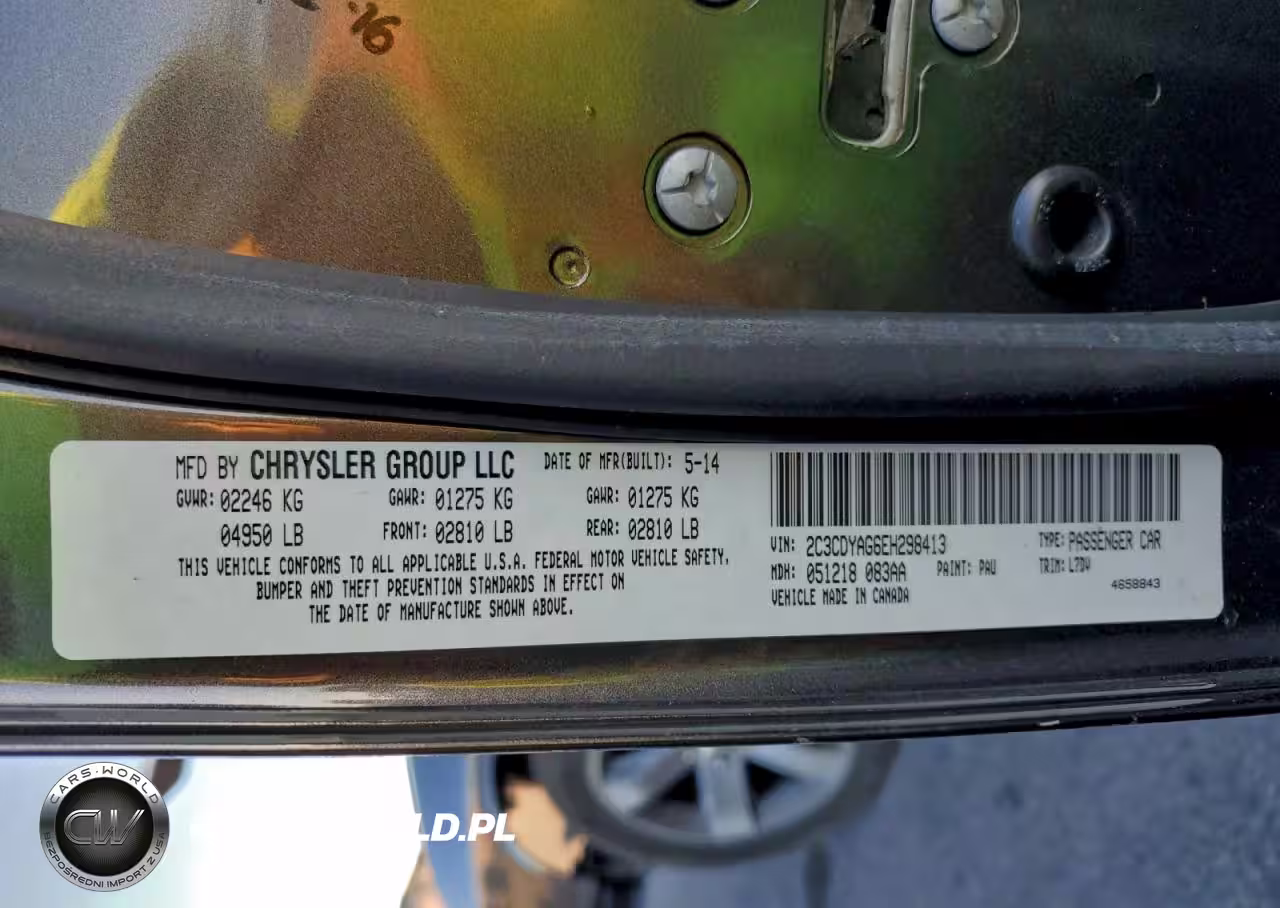 '16
MFD BY CHRYSLER GROUP LLC DATE OF MFR(BUILT): 5-14
GVWR: 02246 KG GAWR: 01275 KG GAWR: 01275 KG
04950 LB FRONT: 02810 LB REAR: 02810 LB
THIS VEHICLE CONFORMS TO ALL APPLICABLE U.S.A. FEDERAL MOTOR VEHICLE SAFETY,
BUMPER AND THEFT PREVENTION STANDARDS IN EFFECT ON
THE DATE OF MANUFACTURE SHOWN ABOVE.
VIN: 2C3CDYAG6EH298413 TYPE: PASSENGER CAR
MDH: 051218 083AA PAINT: PAU TRIM: L7DV
VEHICLE MADE IN CANADA 4658843
CARS-WORLD
CW
BEZPOŚREDNI IMPORT Z USA
LD.PL